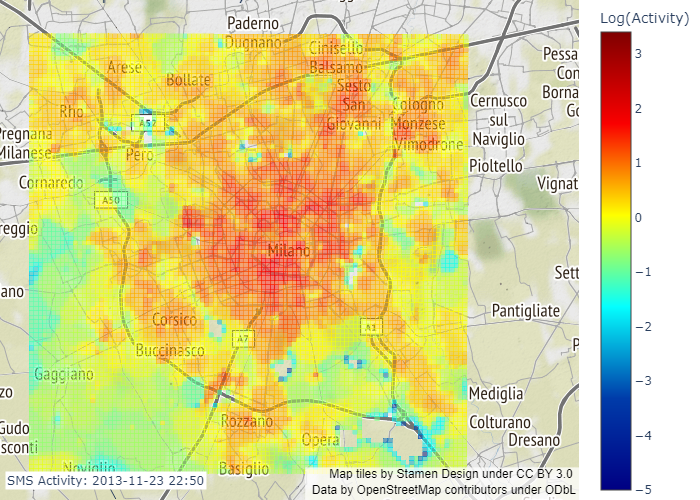 Log(Activity)
Paderno
Dugnano
Cinisello
Balsamo
Pessa
Con
Arese
Bollate
Sesto
San
Giovanni
Borna
Go
Rho
Cologno
Monzese
Cernusco
sul
Naviglio
A52
Pregnana
Milanese
Pero
Vimodrone
Pioltello
Cornaredo
Vignat
A50
reggio
Milano
Sett
ano
Pantigliate
Corsico
A7
A1
P
Buccinasco
Gaggiano
zo
Mediglia
Gudo
sconti
Rozzano
Opera
Colturano
Dresano
Noviglio
Basiglio
SMS Activity: 2013-11-23 22:50
Map tiles by Stamen Design under CC BY 3.0
Data by OpenStreetMap contributors under ODbL
3
2
1
0
−1
−2
−3
−4
−5